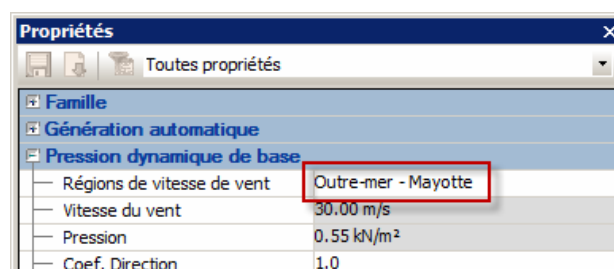 Propriétés
Toutes propriétés
Famille
Génération automatique
Pression dynamique de base
Régions de vitesse de vent Outre-mer - Mayotte
Vitesse du vent 30.00 m/s
Pression 0.55 kN/m²
Coef. Direction 1.0